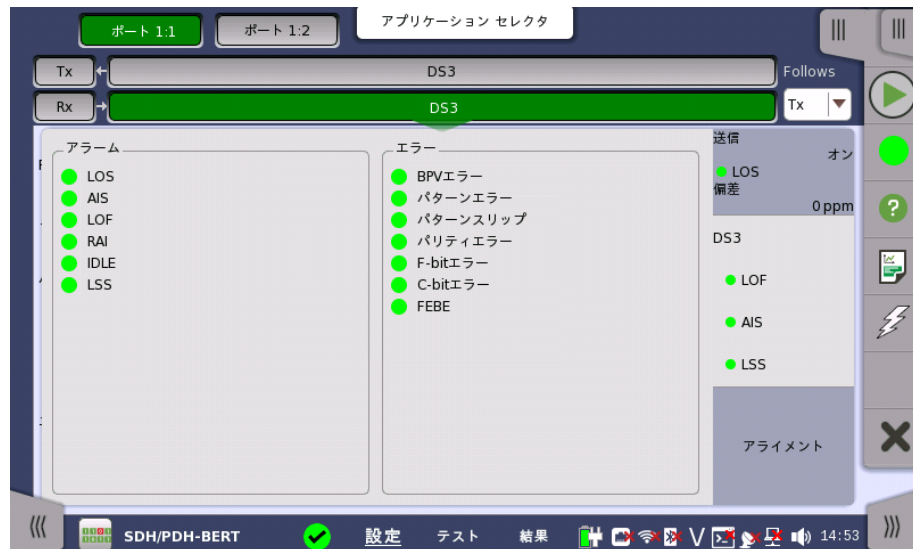 アプリケーション セレクタ
ポート 1:1
ポート 1:2
Tx
DS3
Follows
Rx
DS3
Tx
アラーム
LOS
AIS
LOF
RAI
IDLE
LSS
エラー
BPVエラー
パターンエラー
パターンスリップ
パリティエラー
F-bitエラー
C-bitエラー
FEBE
送信
オン
LOS
偏差
0 ppm
DS3
LOF
AIS
LSS
アライメント
SDH/PDH-BERT
設定
テスト
結果
14:53